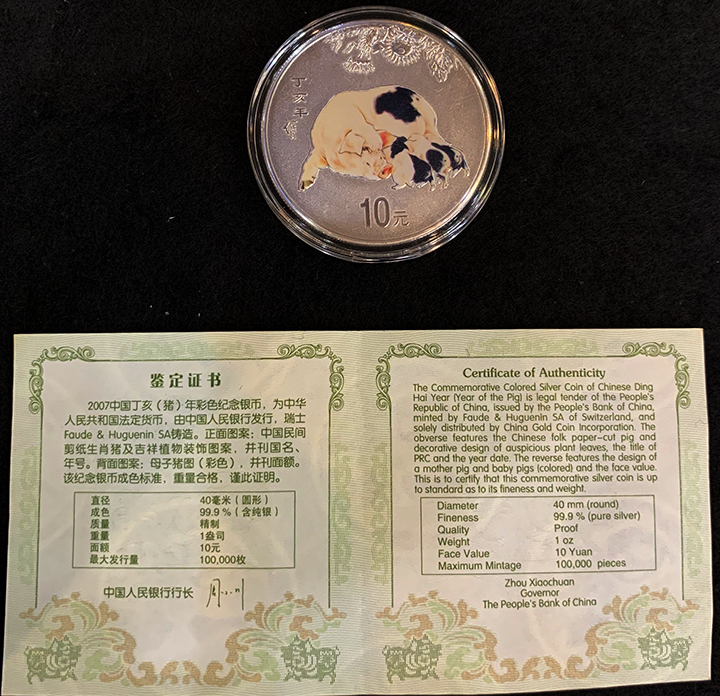 丁
亥
年
10元
鉴定证书
2007中国丁亥（猪）年彩色纪念银币，为中华
人民共和国法定货币，由中国人民银行发行，瑞士
Faude & Huguenin SA铸造。正面图案：中国民间
剪纸生肖猪及吉祥植物装饰图案，并刊国名、
年号。背面图案：母子猪图（彩色），并刊面额。
该纪念银币成色标准，重量合格，谨此证明。
直径 40毫米（圆形）
成色 99.9％（含纯银）
质量 精制
重量 1盎司
面额 10元
最大发行量 100,000枚
中国人民银行行长
Certificate of Authenticity
The Commemorative Colored Silver Coin of Chinese Ding
Hai Year (Year of the Pig) is legal tender of the People's
Republic of China, issued by the People's Bank of China,
minted by Faude & Huguenin SA of Switzerland, and
solely distributed by China Gold Coin Incorporation. The
obverse features the Chinese folk paper-cut pig and
decorative design of auspicious plant leaves, the title of
PRC and the year date. The reverse features the design of
a mother pig and baby pigs (colored) and the face value.
This is to certify that this commemorative silver coin is up
to standard as to its fineness and weight.
Diameter 40 mm (round)
Fineness 99.9 % (pure silver)
Quality Proof
Weight 1 oz
Face Value 10 Yuan
Maximum Mintage 100,000 pieces
Zhou Xiaochuan
Governor
The People's Bank of China